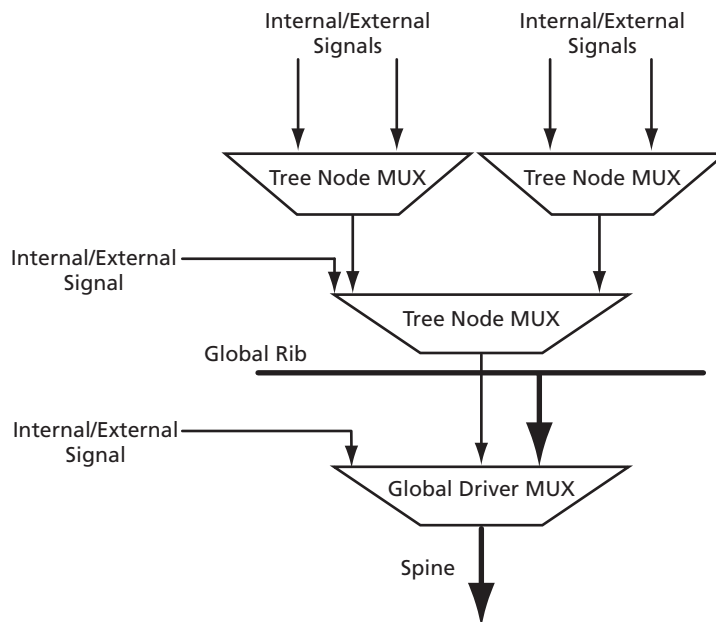 Internal/External
Signals
Internal/External
Signals
Tree Node MUX
Tree Node MUX
Internal/External
Signal
Tree Node MUX
Global Rib
Internal/External
Signal
Global Driver MUX
Spine